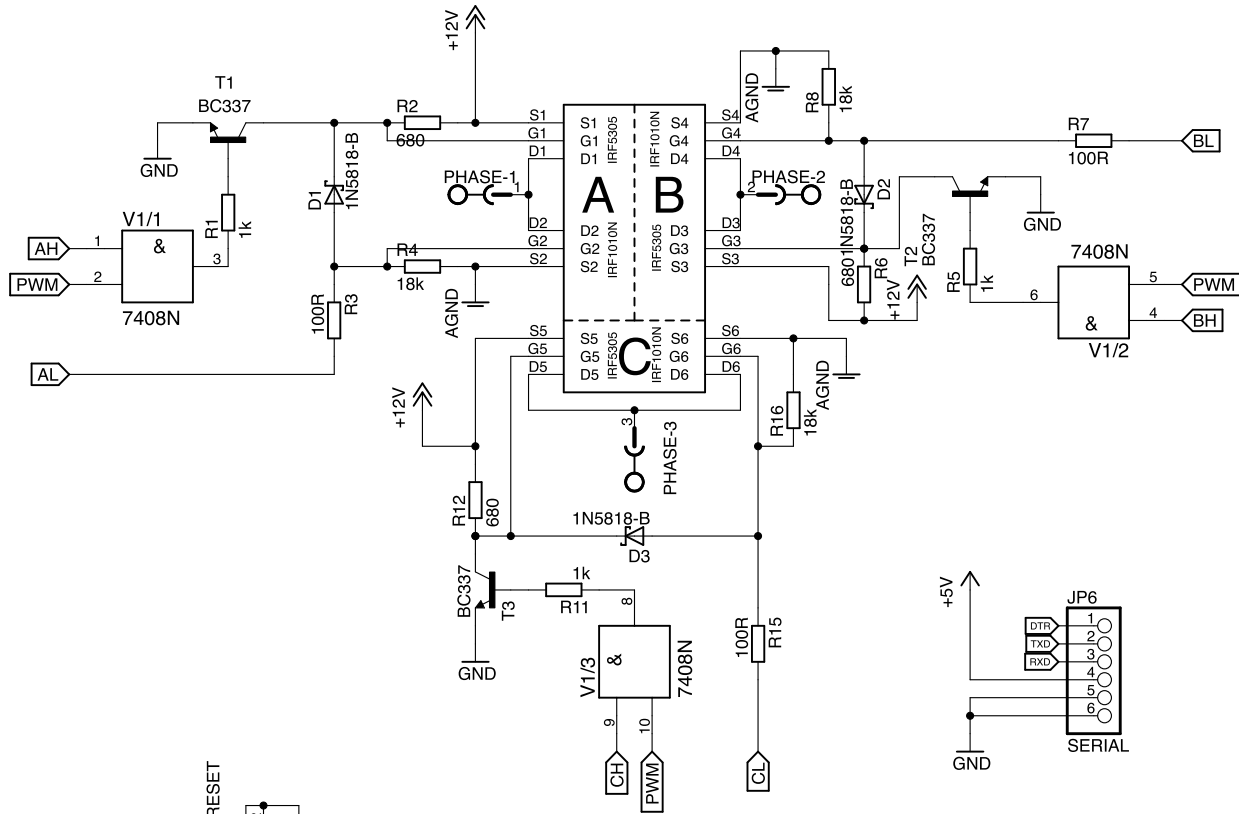 +12V
T1
BC337
R2
680
GND
D1
1N5818-B
R1
1k
V1/1
&
AH
1
PWM
2
3
7408N
R4
18k
AGND
100R
R3
AL
S1
G1
D1
PHASE-1
1
D2
G2
S2
S1
G1
D1
IRF5305
A
D2
G2
S2
IRF1010N
S4
G4
D4
IRF1010N
B
D3
G3
S3
IRF5305
S4
G4
D4
PHASE-2
2
D3
G3
S3
AGND
R8
18k
R7
100R
BL
D2
1N5818-B
680
R6
+12V
T2
BC337
GND
R5
1k
7408N
6
5
PWM
4
BH
&
V1/2
S5
G5
D5
S5
G5
D5
IRF5305
C
IRF1010N
S6
G6
D6
S6
G6
D6
AGND
R16
18k
+12V
3
PHASE-3
R12
680
1N5818-B
D3
BC337
T3
1k
R11
8
GND
V1/3
&
7408N
9
10
CH
PWM
100R
R15
CL
+5V
JP6
DTR
1
TXD
2
RXD
3
4
5
6
SERIAL
GND
RESET